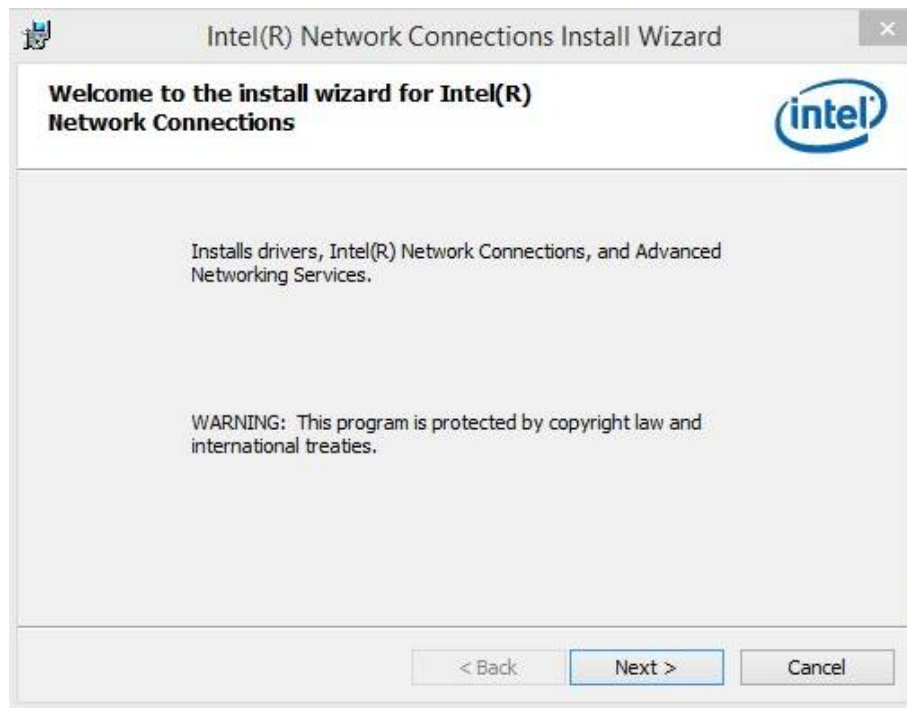 Intel(R) Network Connections Install Wizard
Welcome to the install wizard for Intel(R)
Network Connections
intel
Installs drivers, Intel(R) Network Connections, and Advanced
Networking Services.
WARNING: This program is protected by copyright law and
international treaties.
< Back
Next >
Cancel